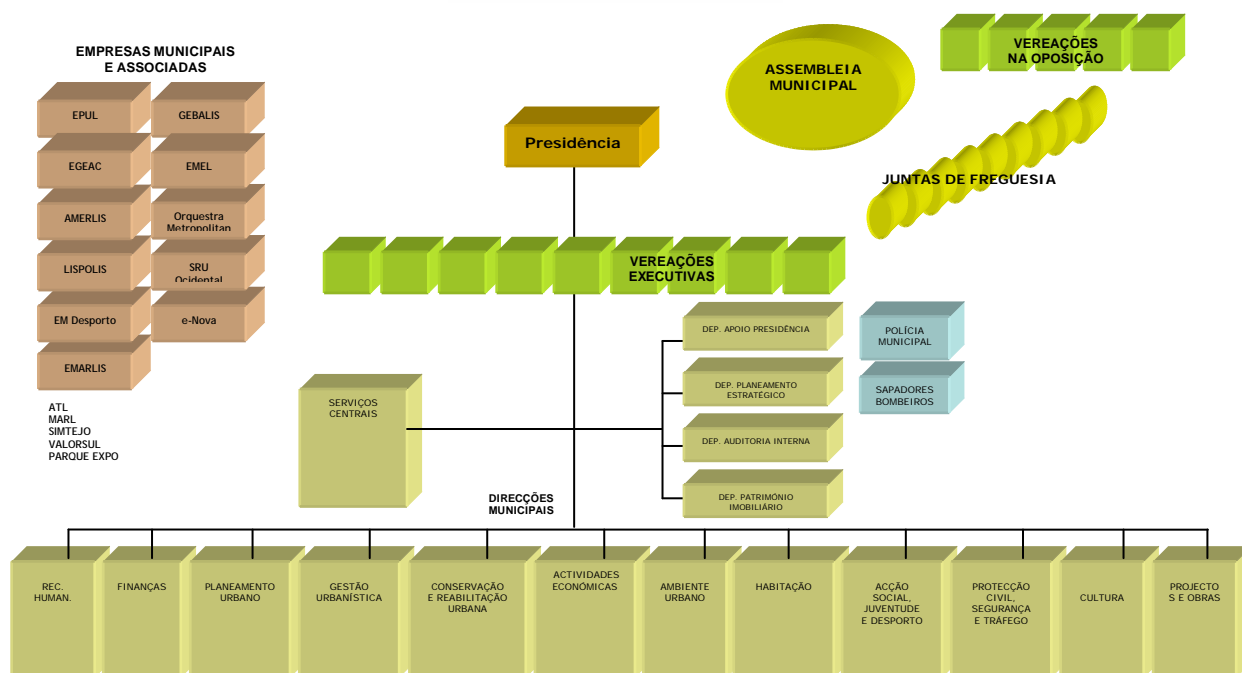 EMPRESAS MUNICIPAIS
E ASSOCIADAS
EPUL
GEBALIS
EGEAC
EMEL
AMERLIS
Orquestra
Metropolitan
LISPOLIS
SRU
Ocidental
EM Desporto
e-Nova
EMARLIS
ATL
MARL
SIMTEJO
VALORSUL
PARQUE EXPO
Presidência
ASSEMBLEIA
MUNICIPAL
VEREAÇÕES
NA OPOSIÇÃO
JUNTAS DE FREGUESIA
VEREAÇÕES
EXECUTIVAS
SERVIÇOS
CENTRAIS
DEP. APOIO PRESIDÊNCIA
DEP. PLANEAMENTO
ESTRATÉGICO
DEP. AUDITORIA INTERNA
DEP. PATRIMÓNIO
IMOBILIÁRIO
POLÍCIA
MUNICIPAL
SAPADORES
BOMBEIROS
DIRECÇÕES
MUNICIPAIS
REC.
HUMAN.
FINANÇAS
PLANEAMENTO
URBANO
GESTÃO
URBANÍSTICA
CONSERVAÇÃO
E REABILITAÇÃO
URBANA
ACTIVIDADES
ECONÓMICAS
AMBIENTE
URBANO
HABITAÇÃO
ACÇÃO
SOCIAL,
JUVENTUDE
E DESPORTO
PROTECÇÃO
CIVIL,
SEGURANÇA
E TRÁFEGO
CULTURA
PROJECTO
S E OBRAS